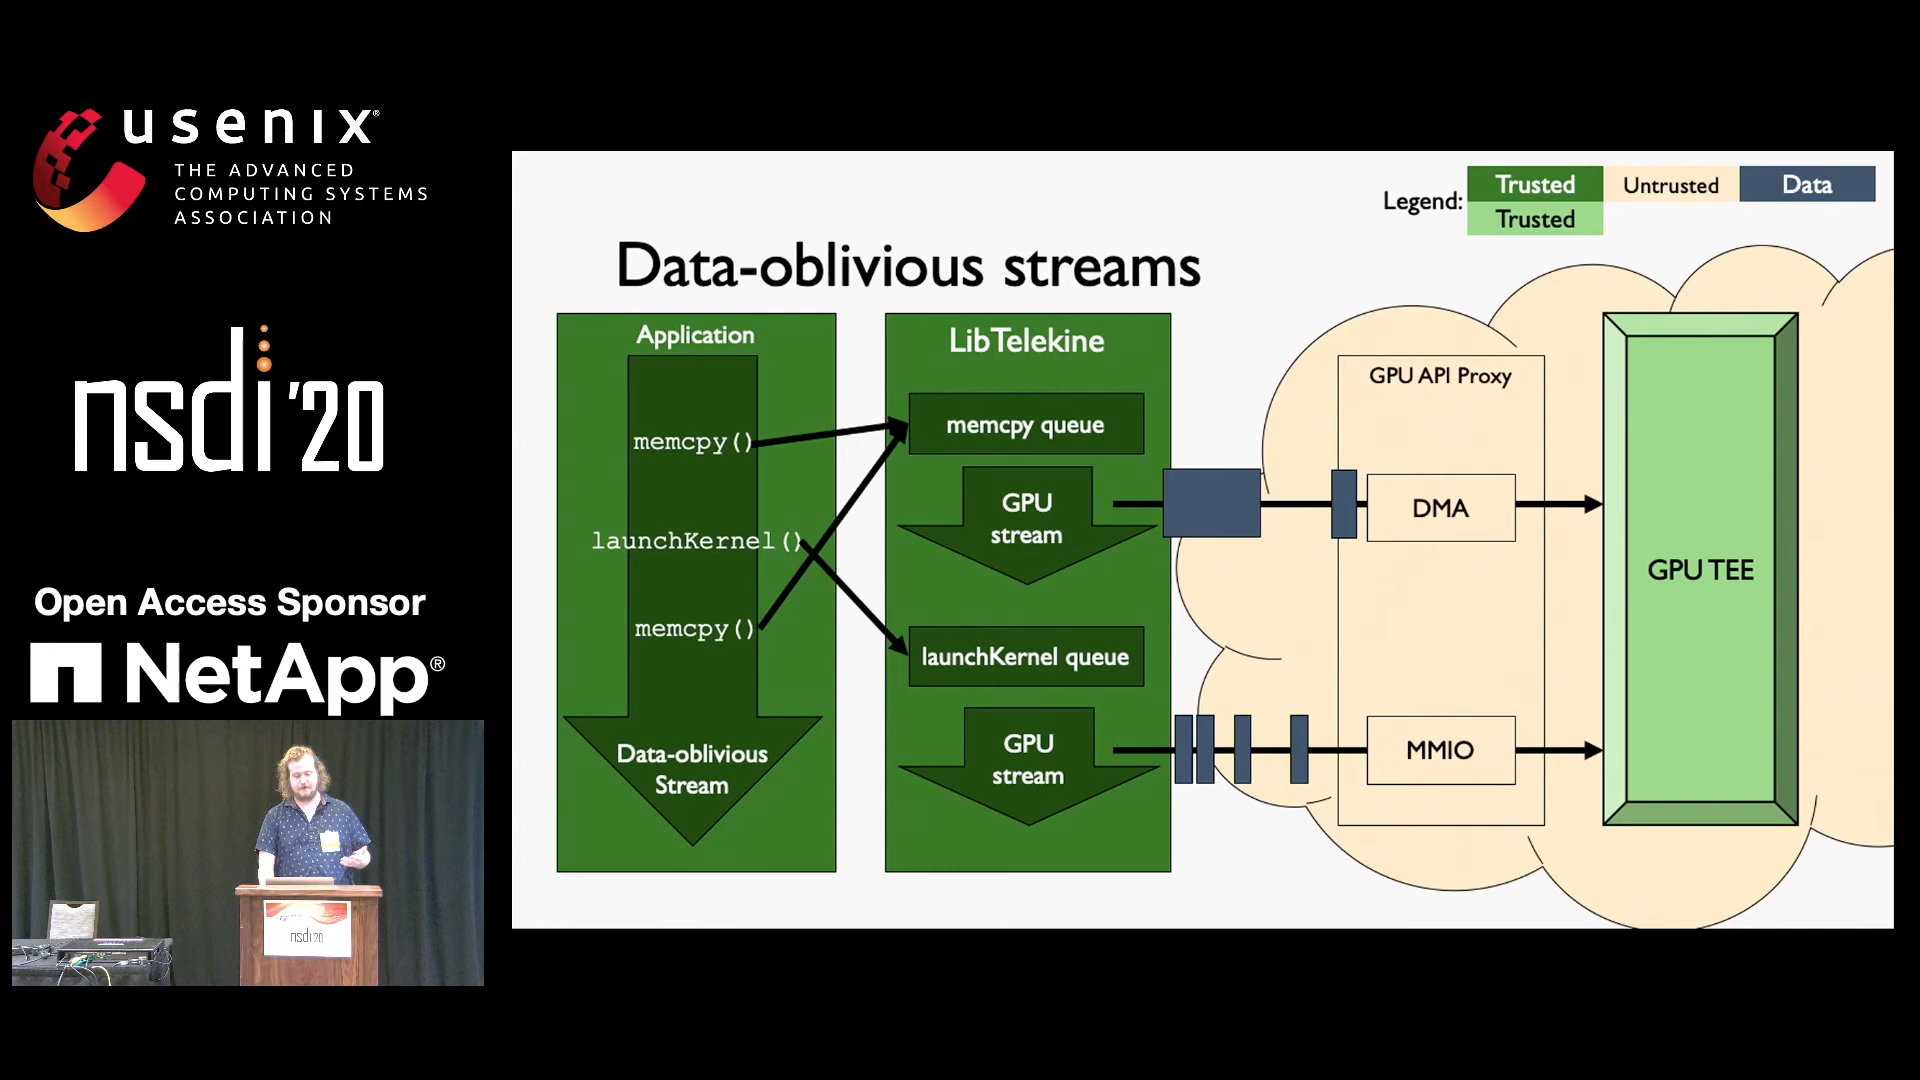 usenix®
THE ADVANCED
COMPUTING SYSTEMS
ASSOCIATION
nsdi '20
Open Access Sponsor
NetApp®
nsdi '20
Legend:
Trusted
Untrusted
Data
Trusted
Data-oblivious streams
Application
memcpy()
launchKernel()
memcpy()
Data-oblivious
Stream
LibTelekine
memcpy queue
GPU
stream
launchKernel queue
GPU
stream
GPU API Proxy
DMA
MMIO
GPU TEE